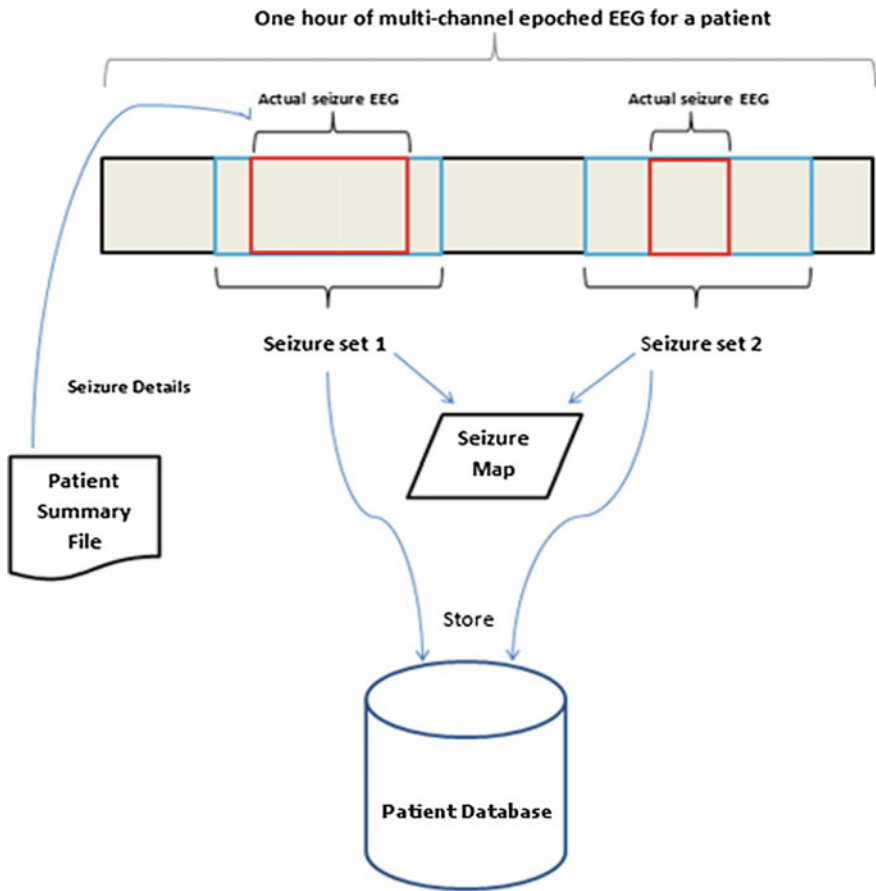 One hour of multi-channel epoched EEG for a patient
Actual seizure EEG
Actual seizure EEG
Seizure set 1
Seizure set 2
Seizure Details
Seizure
Map
Patient
Summary
File
Store
Patient Database